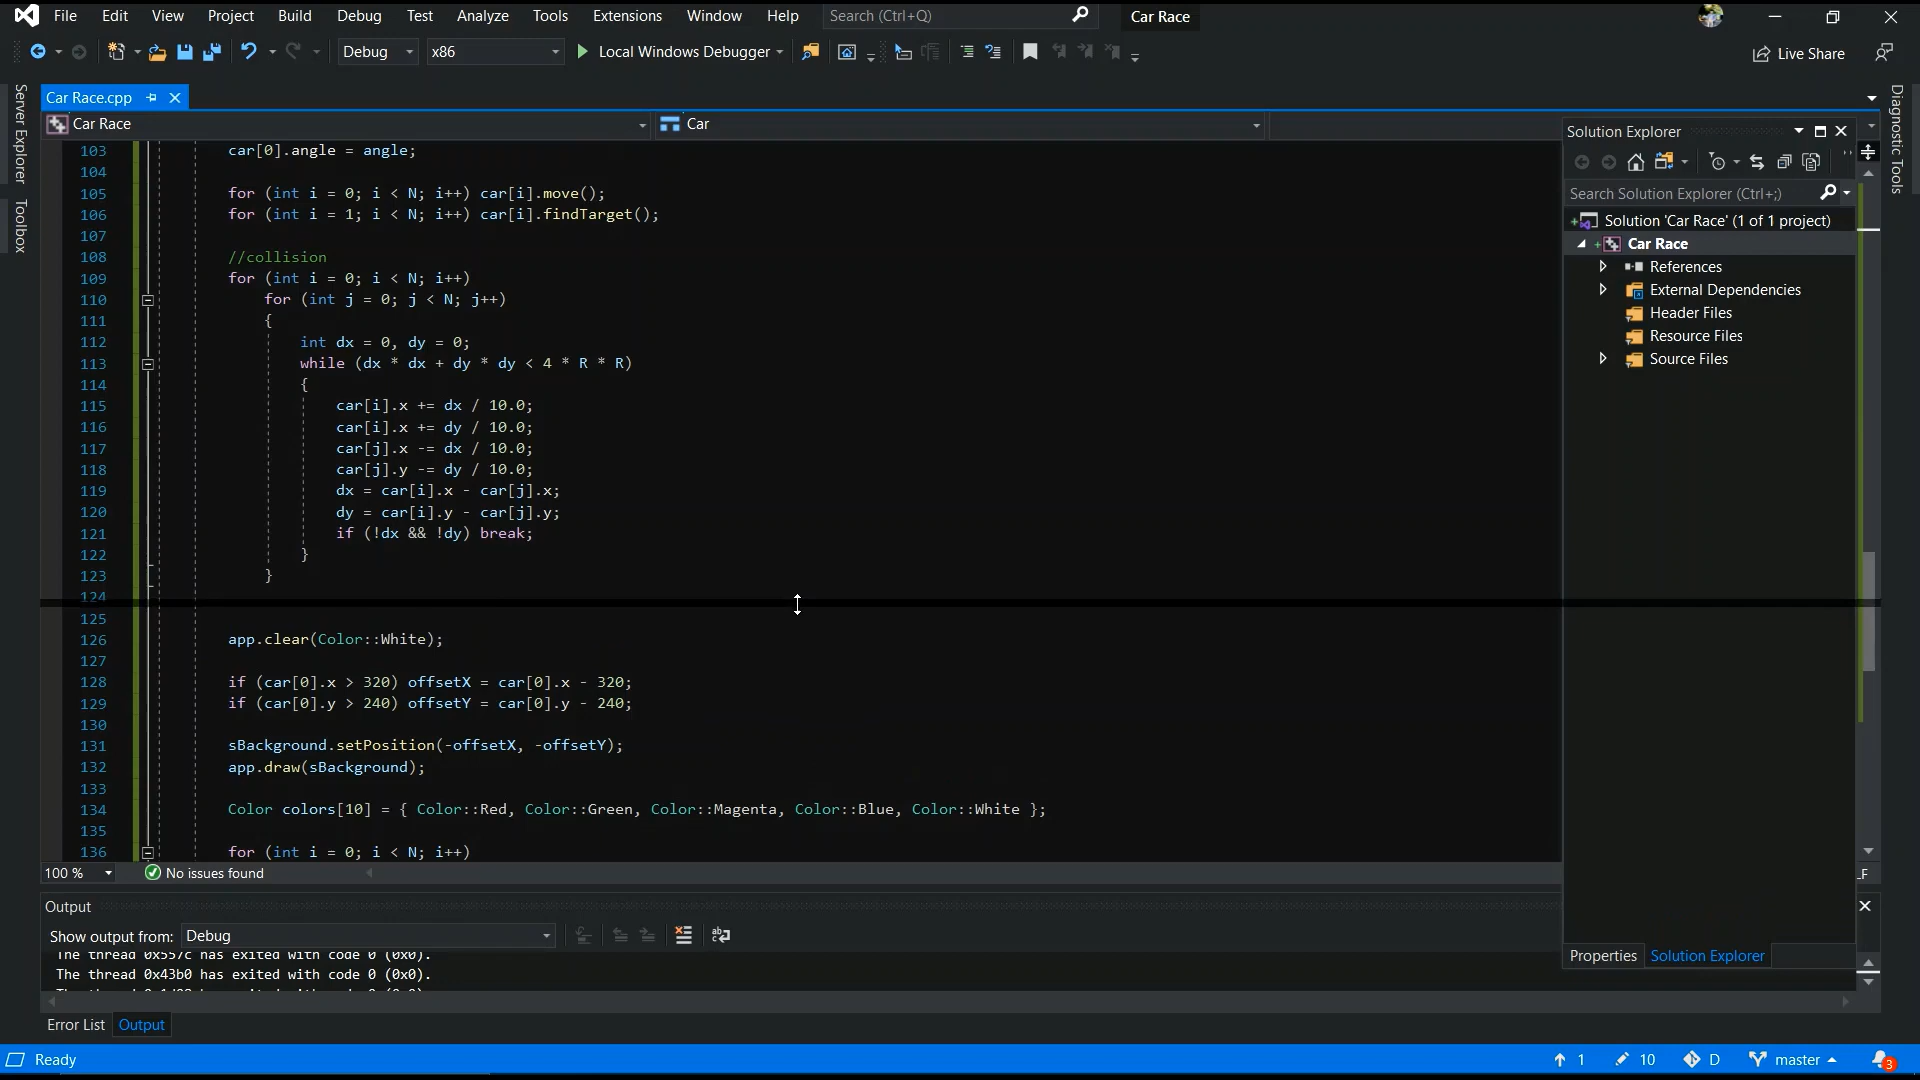 File Edit View Project Build Debug Test Analyze Tools Extensions Window Help Search (Ctrl+Q) Car Race
Debug x86 Local Windows Debugger Live Share
Server Explorer
Toolbox
Diagnostic Tools
Car Race.cpp
Car Race Car
103 car[0].angle = angle;
104
105 for (int i = 0; i < N; i++) car[i].move();
106 for (int i = 1; i < N; i++) car[i].findTarget();
107
108 //collision
109 for (int i = 0; i < N; i++)
110 for (int j = 0; j < N; j++)
111 {
112 int dx = 0, dy = 0;
113 while (dx * dx + dy * dy < 4 * R * R)
114 {
115 car[i].x += dx / 10.0;
116 car[i].x += dy / 10.0;
117 car[j].x -= dx / 10.0;
118 car[j].y -= dy / 10.0;
119 dx = car[i].x - car[j].x;
120 dy = car[i].y - car[j].y;
121 if (!dx && !dy) break;
122 }
123 }
124
125
126 app.clear(Color::White);
127
128 if (car[0].x > 320) offsetX = car[0].x - 320;
129 if (car[0].y > 240) offsetY = car[0].y - 240;
130
131 sBackground.setPosition(-offsetX, -offsetY);
132 app.draw(sBackground);
133
134 Color colors[10] = { Color::Red, Color::Green, Color::Magenta, Color::Blue, Color::White };
135
136 for (int i = 0; i < N; i++)
100 % No issues found
Solution Explorer
Search Solution Explorer (Ctrl+;)
Solution 'Car Race' (1 of 1 project)
Car Race
References
External Dependencies
Header Files
Resource Files
Source Files
Properties Solution Explorer
Output
Show output from: Debug
The thread 0x557c has exited with code 0 (0x0).
The thread 0x43b0 has exited with code 0 (0x0).
Error List Output
Ready 1 10 D master 3